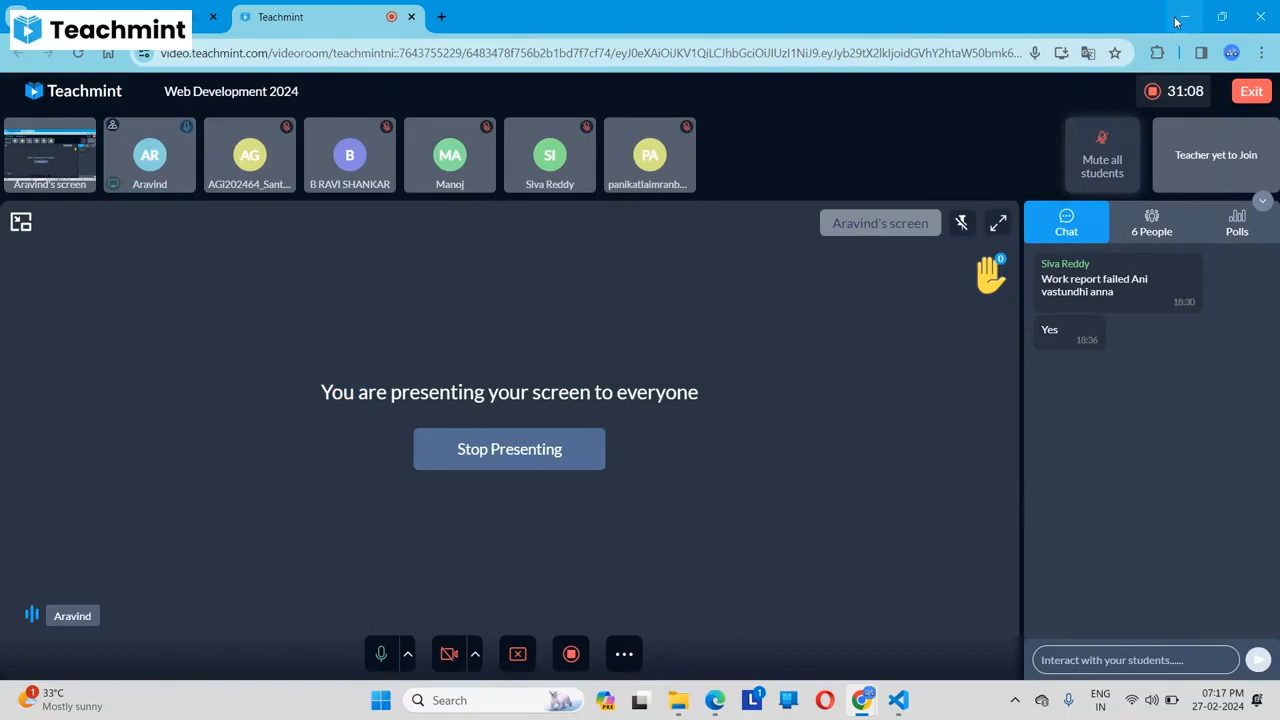 Teachmint
Teachmint
video.teachmint.com/videoroom/teachmintni::7643755229/6483478f756b2b1bd7f7cf74/eyJ0eXAiOiJKV1QiLCJhbGciOiJIUzI1NiJ9.eyJyb29tX2lkIjoidGVhY2htaW50bmk6...
Teachmint
Web Development 2024
31:08
Exit
AR
AG
B
MA
SI
PA
Mute all
students
Teacher yet to Join
Aravind's screen
Aravind
AGI202464_Sant...
B RAVI SHANKAR
Manoj
Siva Reddy
panikatlaimranb...
Aravind's screen
Chat
6 People
Polls
0
Siva Reddy
Work report failed Ani
vastundhi anna
18:30
Yes
18:36
You are presenting your screen to everyone
Stop Presenting
Aravind
Interact with your students......
1
33°C
Mostly sunny
Search
PRE
1
ENG
IN
07:17 PM
27-02-2024